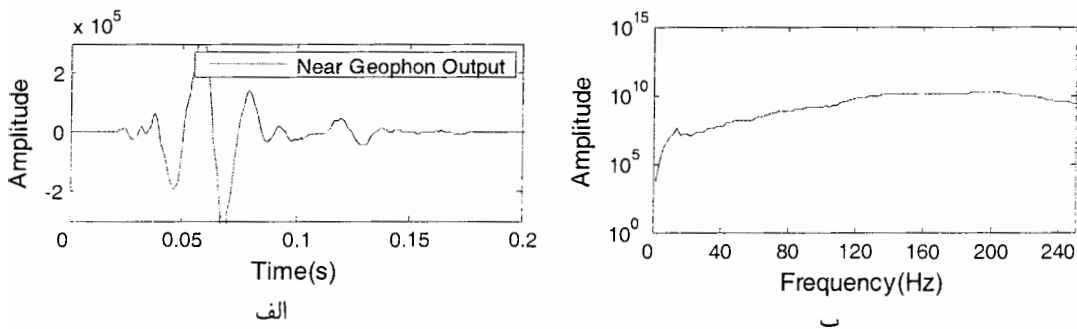 x 10^5
2
0
-2
Amplitude
Near Geophon Output
0 0.05 0.1 0.15 0.2
Time(s)
الف
10^15
10^10
10^5
10^0
Amplitude
0 40 80 120 160 200 240
Frequency(Hz)
ب